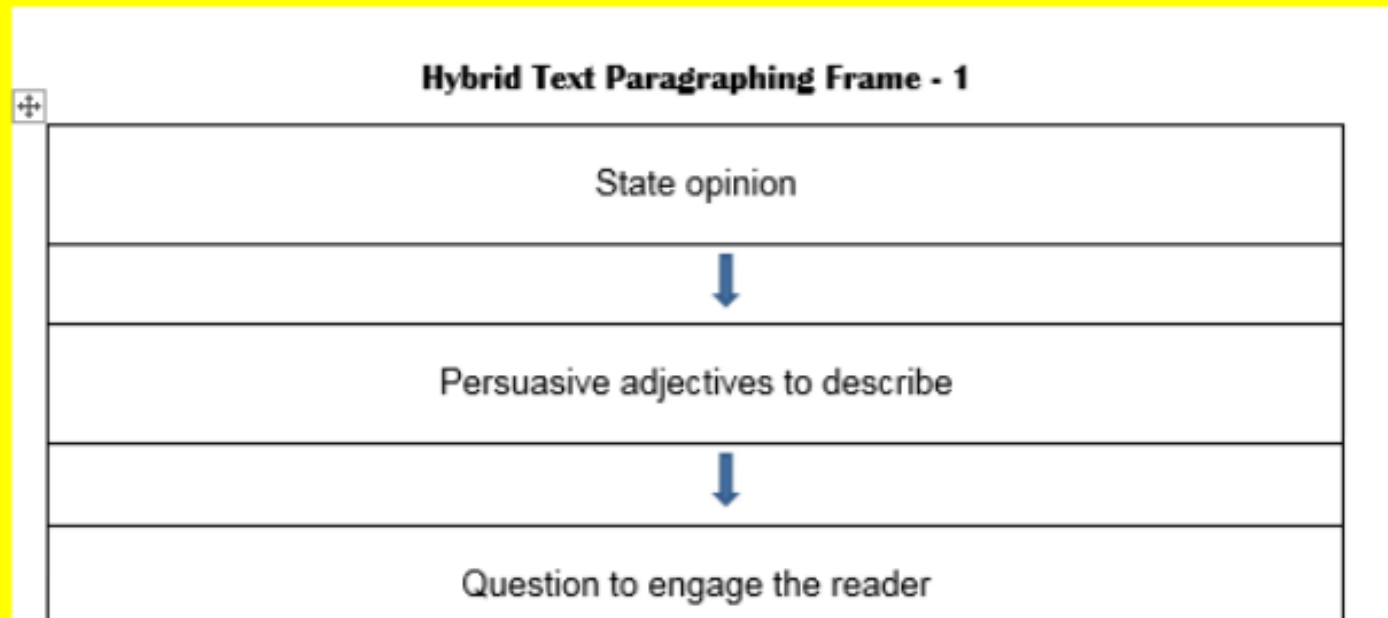 Hybrid Text Paragraphing Frame - 1
State opinion
Persuasive adjectives to describe
Question to engage the reader